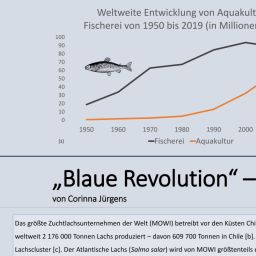 Weltweite Entwicklung von Aquakul
Fischerei von 1950 bis 2019 (in Millioner
100
90
80
70
60
50
40
30
20
10
0
[a]
1950 1960 1970 1980 1990 2000
Fischerei Aquakultur
„Blaue Revolution“ –
von Corinna Jürgens
Das größte Zuchtlachsunternehmen der Welt (MOWI) betreibt vor den Küsten Chi
weltweit 2 176 000 Tonnen Lachs produziert – davon 609 700 Tonnen in Chile [b].
Lachscluster [c]. Der Atlantische Lachs (Salmo salar) wird von MOWI größtenteils